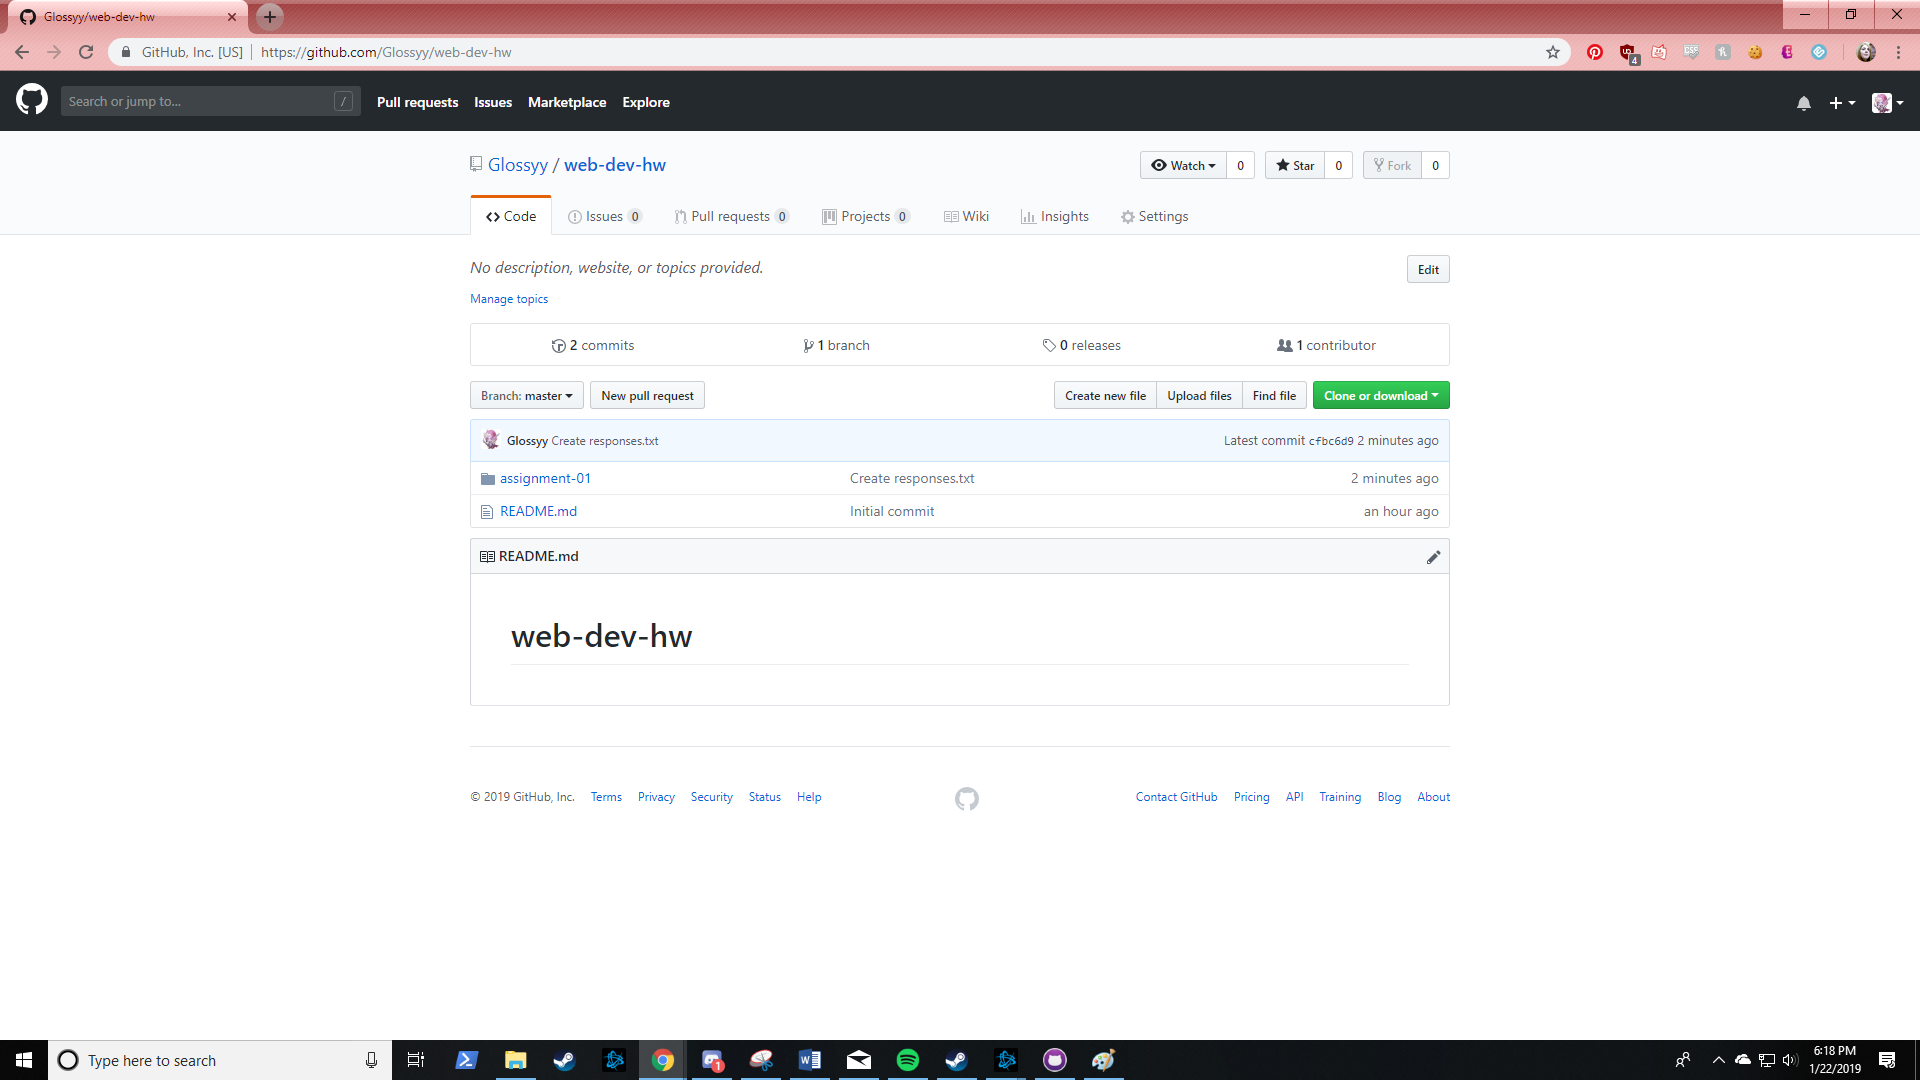 Glossyy/web-dev-hw
GitHub, Inc. [US] https://github.com/Glossyy/web-dev-hw
4
Search or jump to... /
Pull requests Issues Marketplace Explore
Glossyy / web-dev-hw
Watch 0 Star 0 Fork 0
Code Issues 0 Pull requests 0 Projects 0 Wiki Insights Settings
No description, website, or topics provided.
Edit
Manage topics
2 commits 1 branch 0 releases 1 contributor
Branch: master New pull request Create new file Upload files Find file Clone or download
Glossyy Create responses.txt Latest commit cfbc6d9 2 minutes ago
assignment-01 Create responses.txt 2 minutes ago
README.md Initial commit an hour ago
README.md
web-dev-hw
© 2019 GitHub, Inc. Terms Privacy Security Status Help Contact GitHub Pricing API Training Blog About
Type here to search
1
6:18 PM
1/22/2019